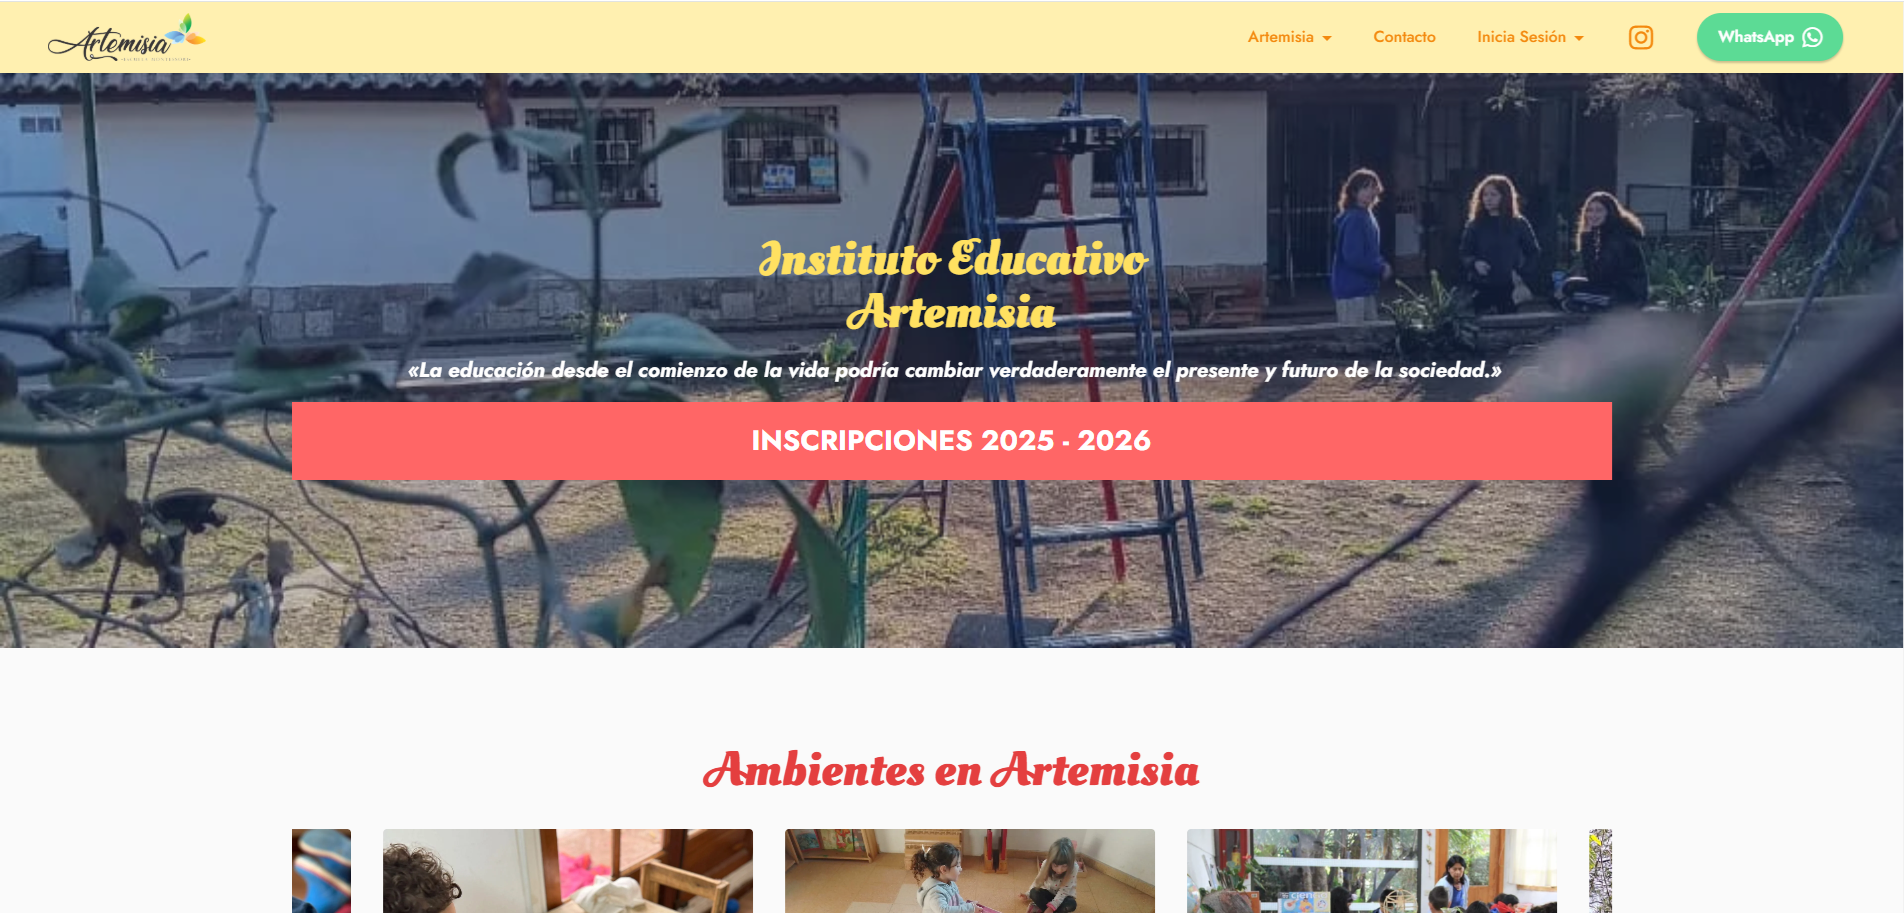 Artemisia
Artemisia
Contacto
Inicia Sesión
WhatsApp
Instituto Educativo
Artemisia
«La educación desde el comienzo de la vida podría cambiar verdaderamente el presente y futuro de la sociedad.»
INSCRIPCIONES 2025 - 2026
Ambientes en Artemisia